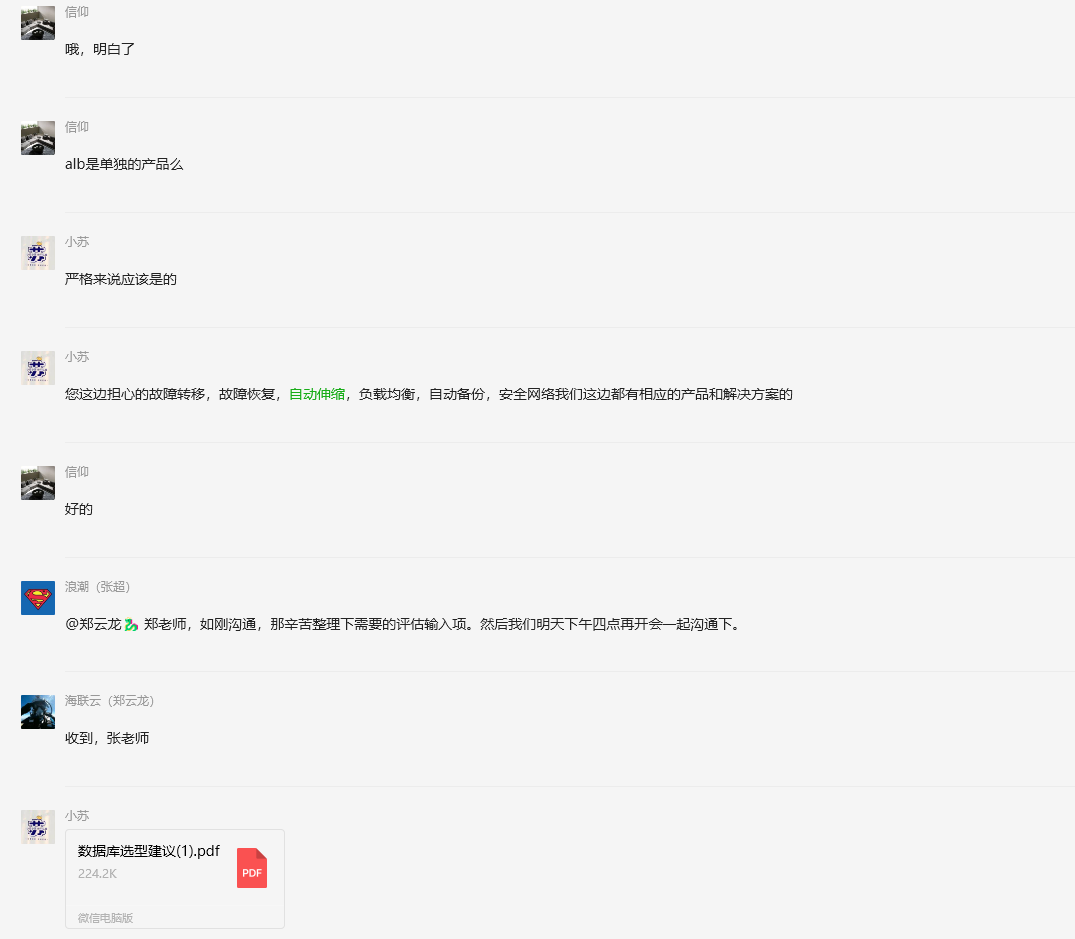 信仰
哦，明白了
信仰
alb是单独的产品么
小苏
严格来说应该是的
小苏
您这边担心的故障转移，故障恢复，自动伸缩，负载均衡，自动备份，安全网络我们这边都有相应的产品和解决方案的
信仰
好的
浪潮（张超）
@郑云龙🐉 郑老师，如刚沟通，那辛苦整理下需要的评估输入项。然后我们明天下午四点再开会一起沟通下。
海联云（郑云龙）
收到，张老师
小苏
数据库选型建议(1).pdf
224.2K
PDF
微信电脑版